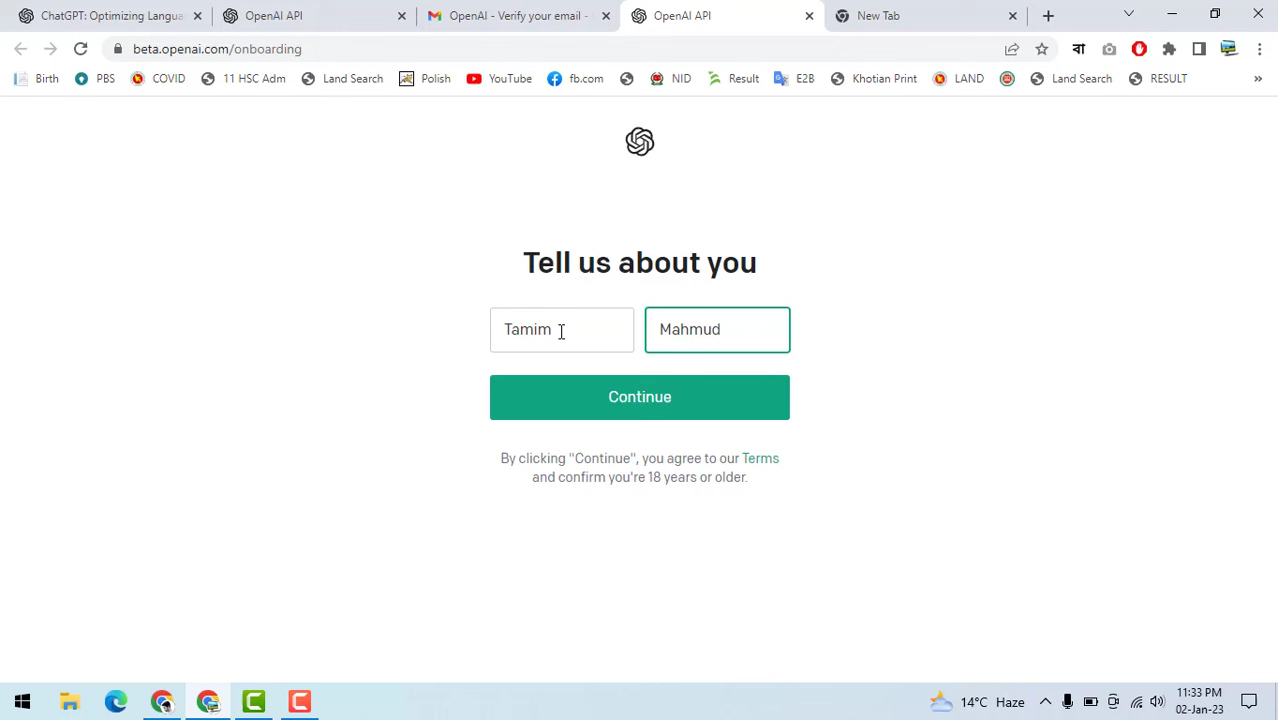 ChatGPT: Optimizing Langua
OpenAI API
OpenAI - Verify your email -
OpenAI API
New Tab
beta.openai.com/onboarding
বা
Birth
PBS
COVID
11 HSC Adm
Land Search
Polish
YouTube
fb.com
NID
Result
E2B
Khotian Print
LAND
Land Search
RESULT
»
Tell us about you
Tamim
Mahmud
Continue
By clicking "Continue", you agree to our Terms
and confirm you're 18 years or older.
14°C Haze
11:33 PM
02-Jan-23